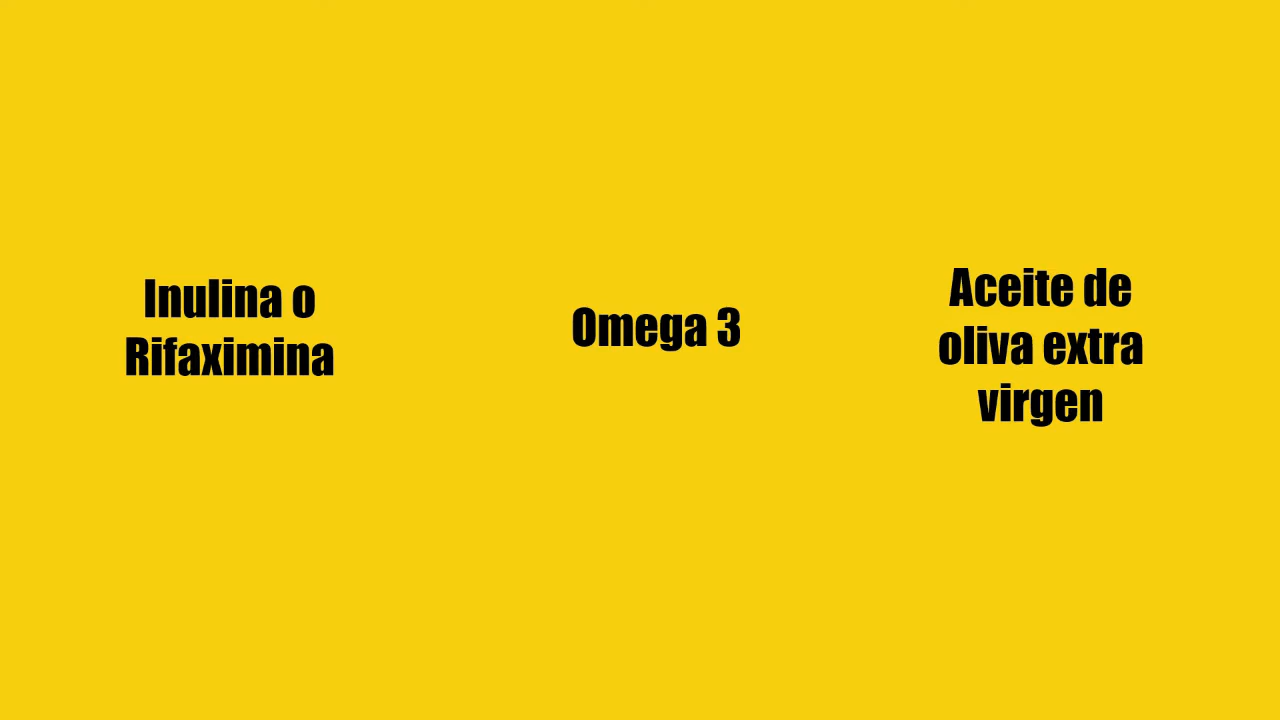 Inulina o
Rifaximina
Omega 3
Aceite de
oliva extra
virgen